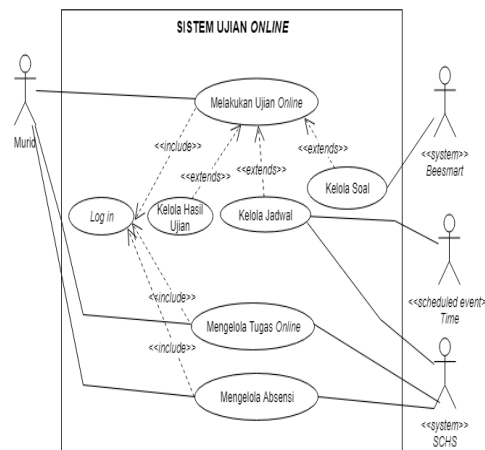 SISTEM UJIAN ONLINE
Murid
Melakukan Ujian Online
<<system>>
Beesmart
<<include>>
<<extends>>
<<extends>>
<<extends>>
Kelola Soal
Log in
Kelola Hasil
Ujian
Kelola Jadwal
<<scheduled event>>
Time
<<include>>
Mengelola Tugas Online
<<include>>
Mengelola Absensi
<<system>>
SCHS